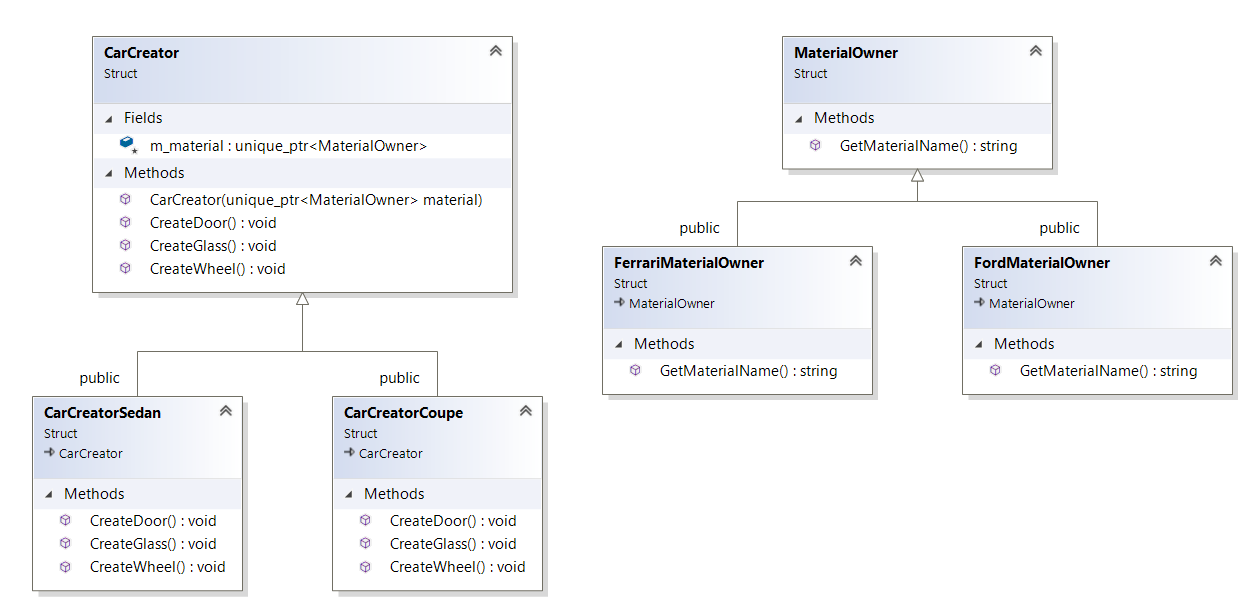 CarCreator
Struct
Fields
m_material : unique_ptr<MaterialOwner>
Methods
CarCreator(unique_ptr<MaterialOwner> material)
CreateDoor() : void
CreateGlass() : void
CreateWheel() : void
MaterialOwner
Struct
Methods
GetMaterialName() : string
public
public
FerrariMaterialOwner
Struct
MaterialOwner
Methods
GetMaterialName() : string
FordMaterialOwner
Struct
MaterialOwner
Methods
GetMaterialName() : string
public
public
CarCreatorSedan
Struct
CarCreator
Methods
CreateDoor() : void
CreateGlass() : void
CreateWheel() : void
CarCreatorCoupe
Struct
CarCreator
Methods
CreateDoor() : void
CreateGlass() : void
CreateWheel() : void